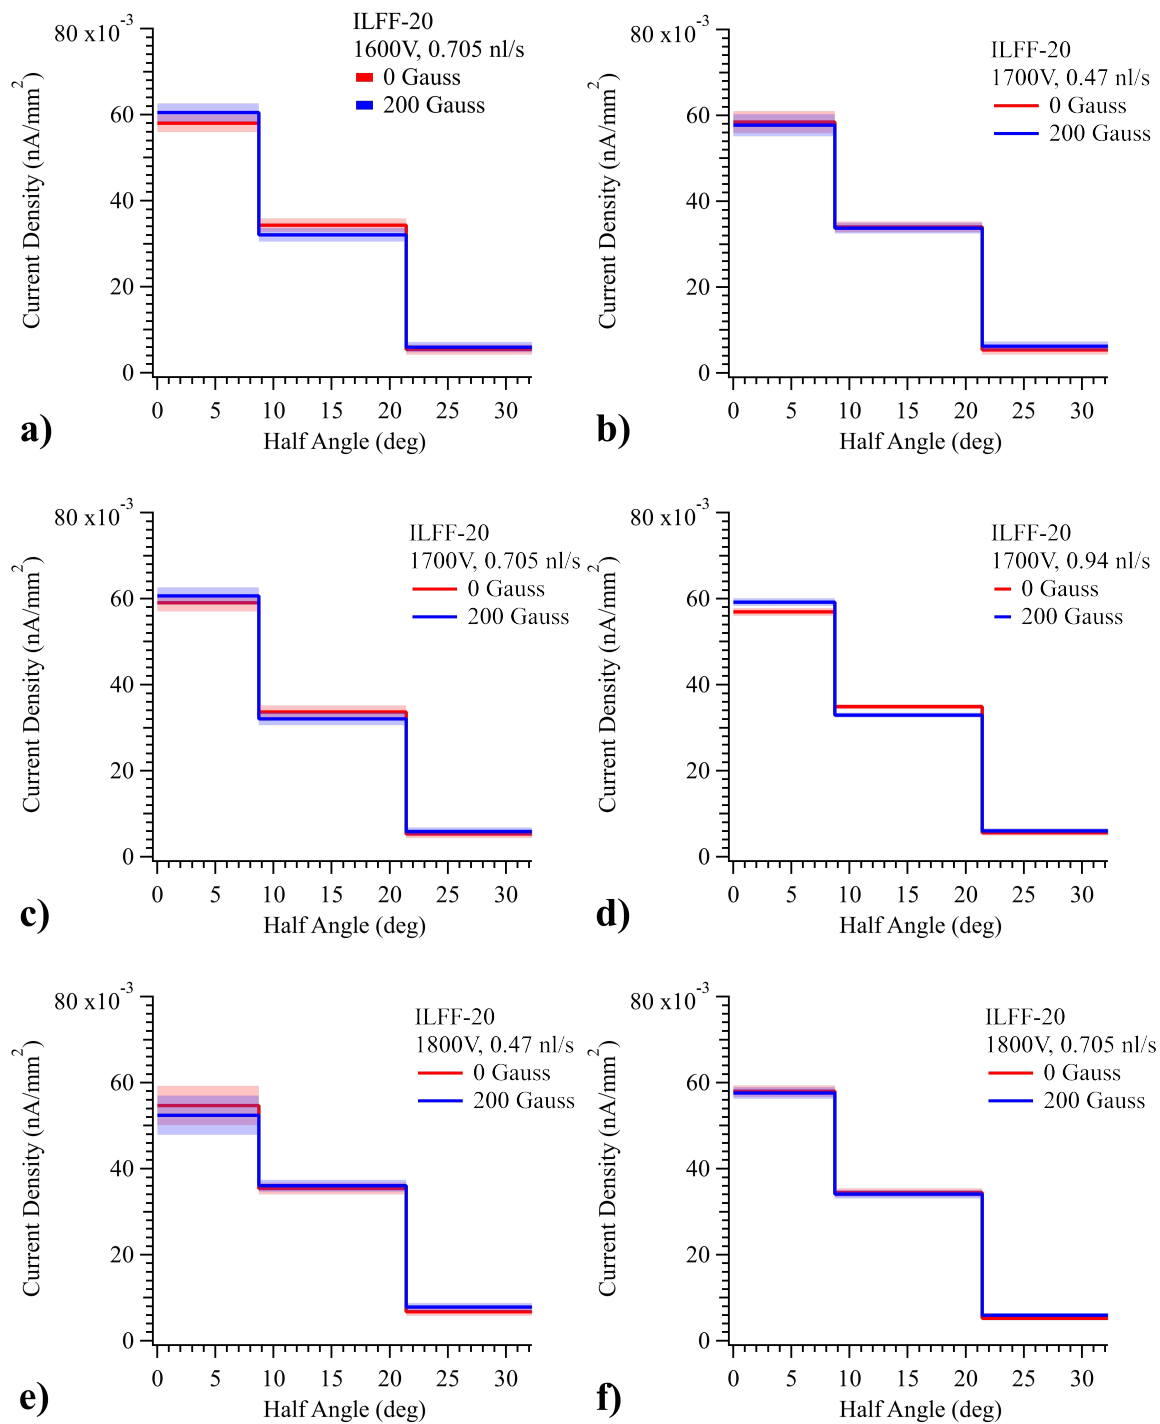 80 x10-3
60
40
20
0
Current Density (nA/mm2)
0 5 10 15 20 25 30
Half Angle (deg)
ILFF-20
1600V, 0.705 nl/s
0 Gauss
200 Gauss
a)
80 x10-3
60
40
20
0
Current Density (nA/mm2)
0 5 10 15 20 25 30
Half Angle (deg)
ILFF-20
1700V, 0.47 nl/s
0 Gauss
200 Gauss
b)
80 x10-3
60
40
20
0
Current Density (nA/mm2)
0 5 10 15 20 25 30
Half Angle (deg)
ILFF-20
1700V, 0.705 nl/s
0 Gauss
200 Gauss
c)
80 x10-3
60
40
20
0
Current Density (nA/mm2)
0 5 10 15 20 25 30
Half Angle (deg)
ILFF-20
1700V, 0.94 nl/s
0 Gauss
200 Gauss
d)
80 x10-3
60
40
20
0
Current Density (nA/mm2)
0 5 10 15 20 25 30
Half Angle (deg)
ILFF-20
1800V, 0.47 nl/s
0 Gauss
200 Gauss
e)
80 x10-3
60
40
20
0
Current Density (nA/mm2)
0 5 10 15 20 25 30
Half Angle (deg)
ILFF-20
1800V, 0.705 nl/s
0 Gauss
200 Gauss
f)